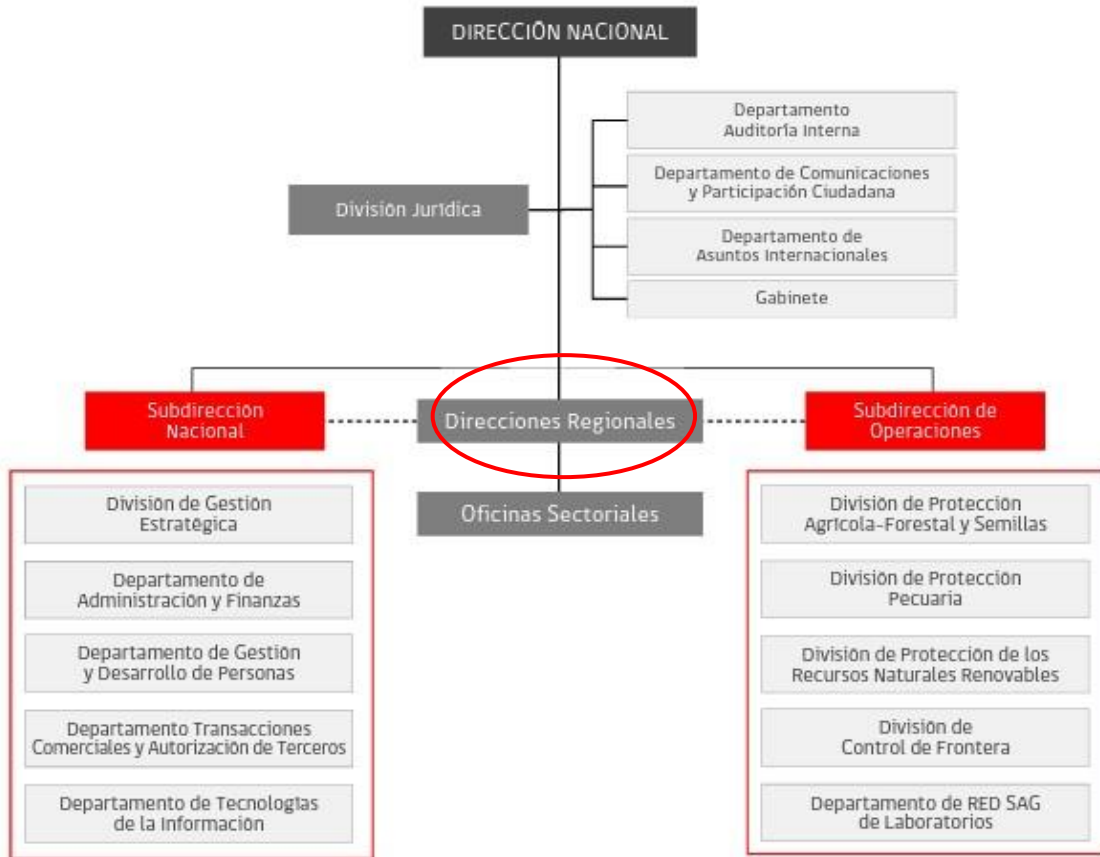 DIRECCIÓN NACIONAL
Departamento
Auditoría Interna
Departamento de Comunicaciones
y Participación Ciudadana
División Jurídica
Departamento de
Asuntos Internacionales
Gabinete
Subdirección
Nacional
Direcciones Regionales
Subdirección de
Operaciones
Oficinas Sectoriales
División de Gestión
Estratégica
Departamento de
Administración y Finanzas
Departamento de Gestión
y Desarrollo de Personas
Departamento Transacciones
Comerciales y Autorización de Terceros
Departamento de Tecnologías
de la Información
División de Protección
Agrícola-Forestal y Semillas
División de Protección
Pecuaria
División de Protección de los
Recursos Naturales Renovables
División de
Control de Frontera
Departamento de RED SAG
de Laboratorios